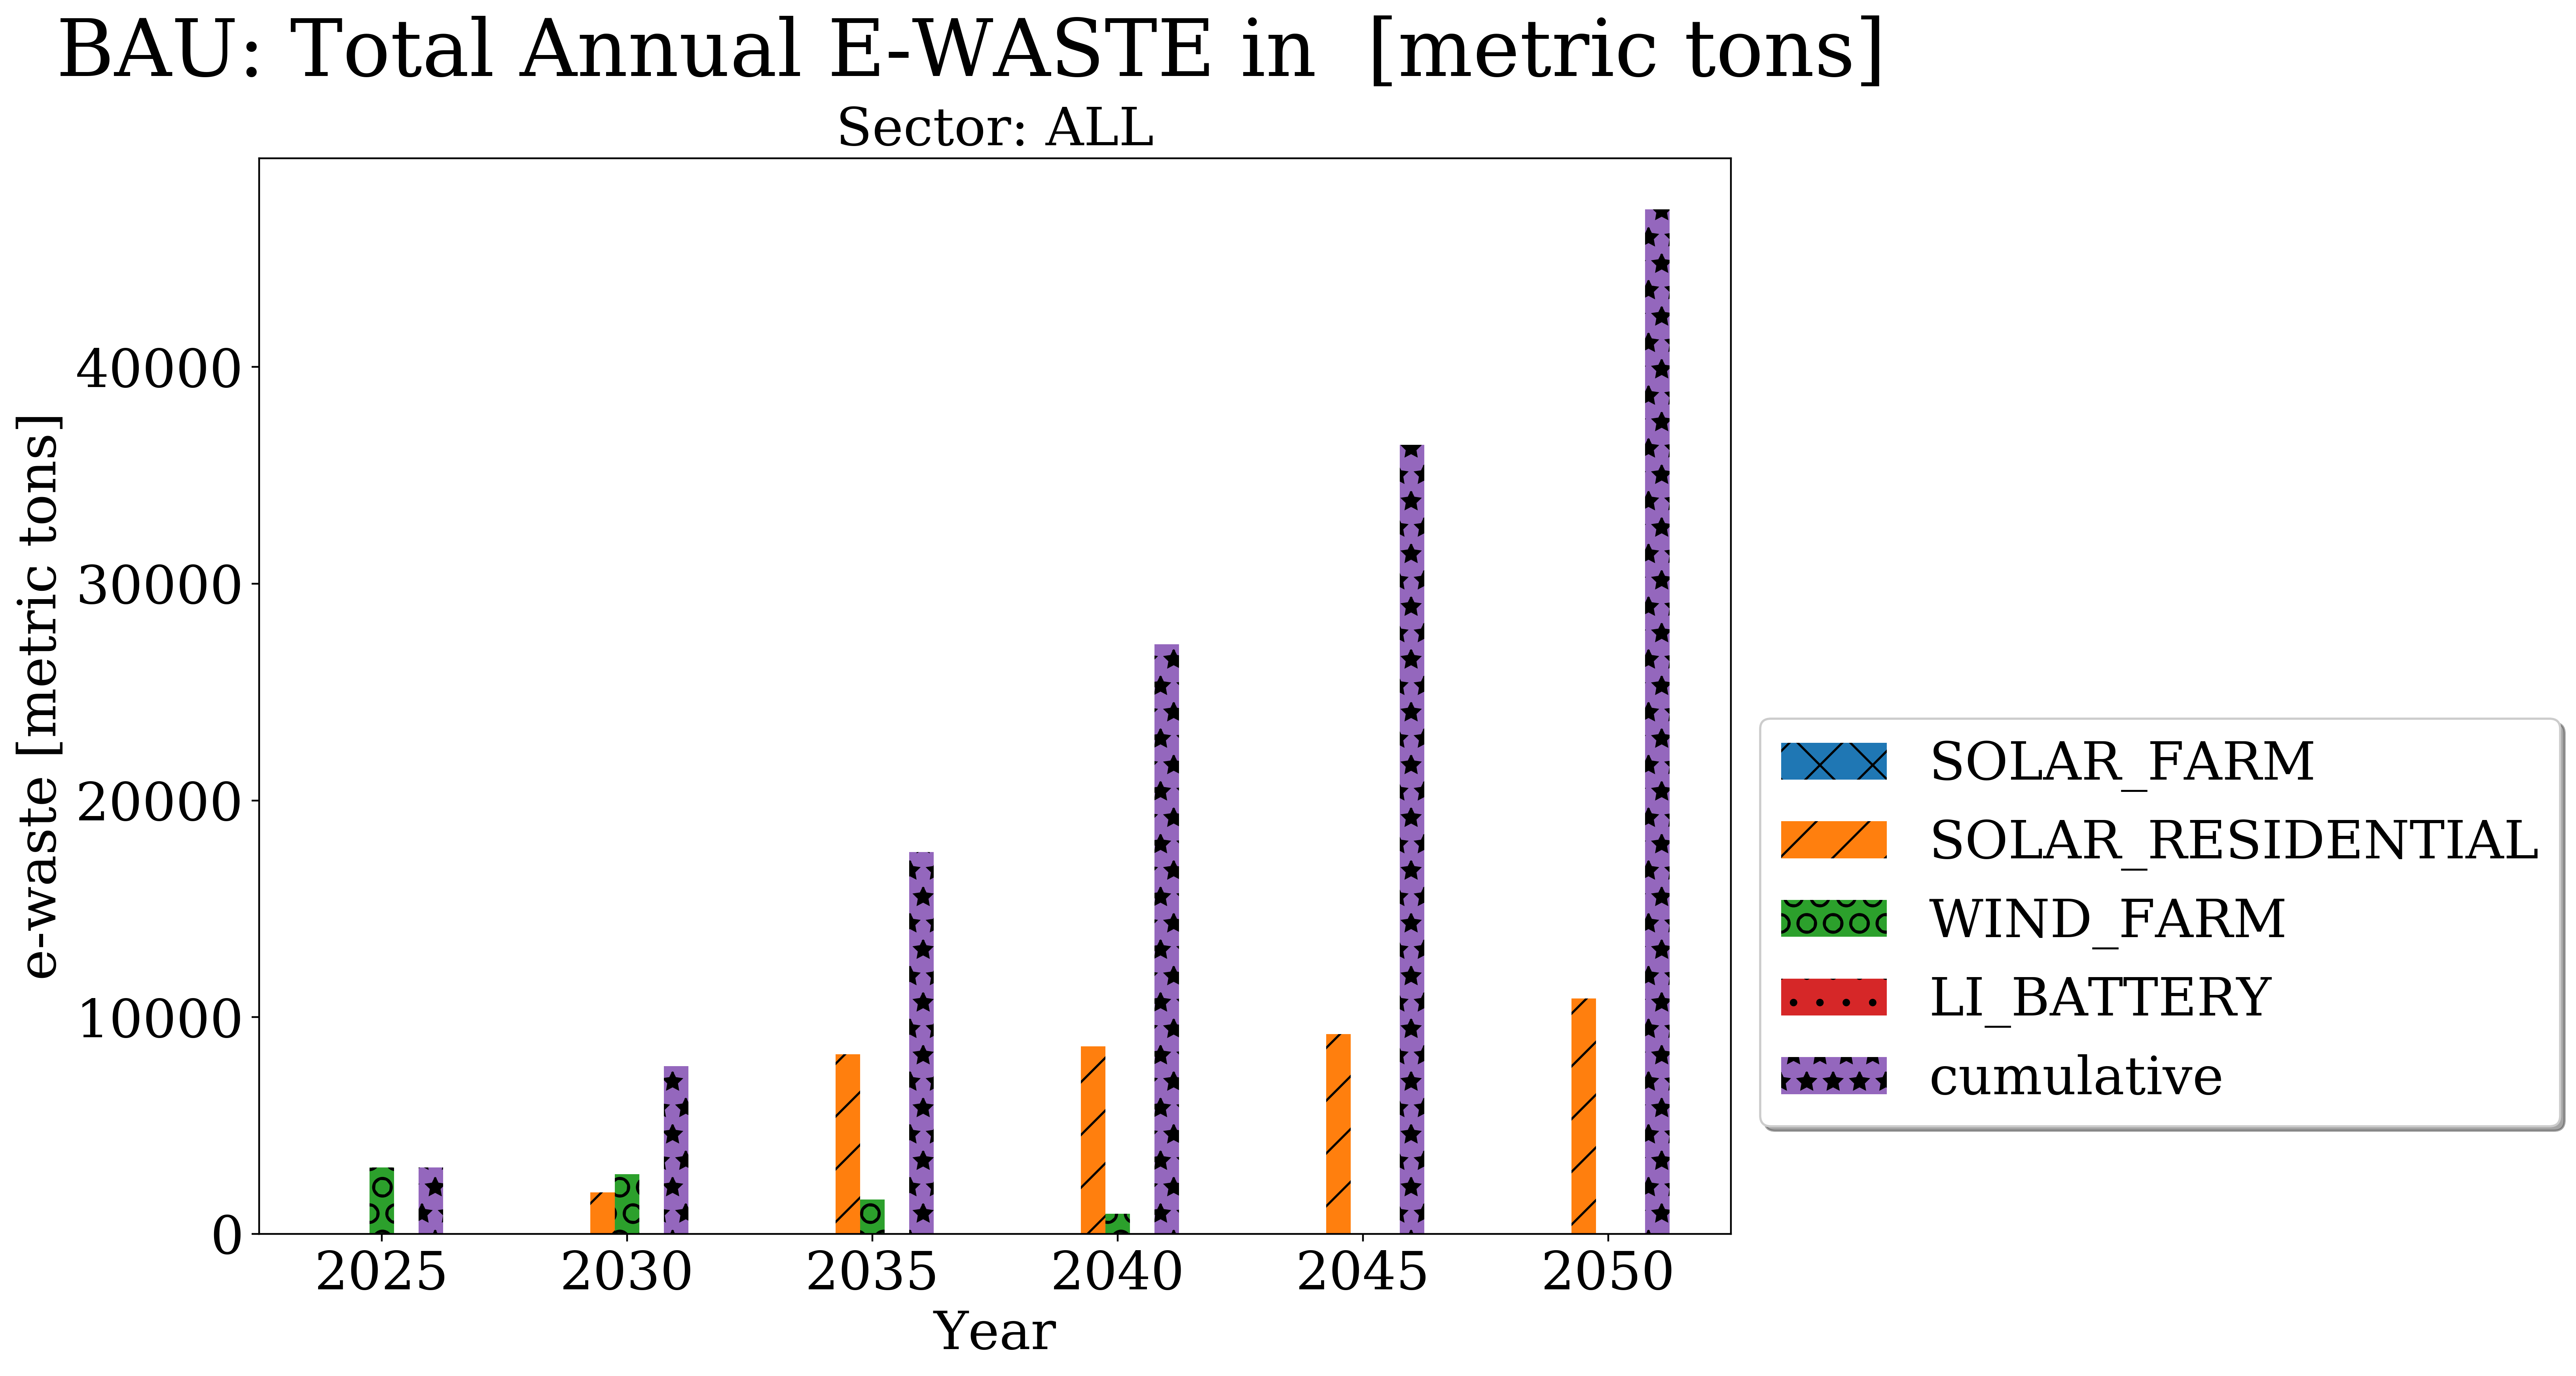 BAU: Total Annual E-WASTE in  [metric tons]
Sector: ALL
e-waste [metric tons]
40000
30000
20000
10000
0
2025 2030 2035 2040 2045 2050
Year
SOLAR_FARM
SOLAR_RESIDENTIAL
WIND_FARM
LI_BATTERY
cumulative